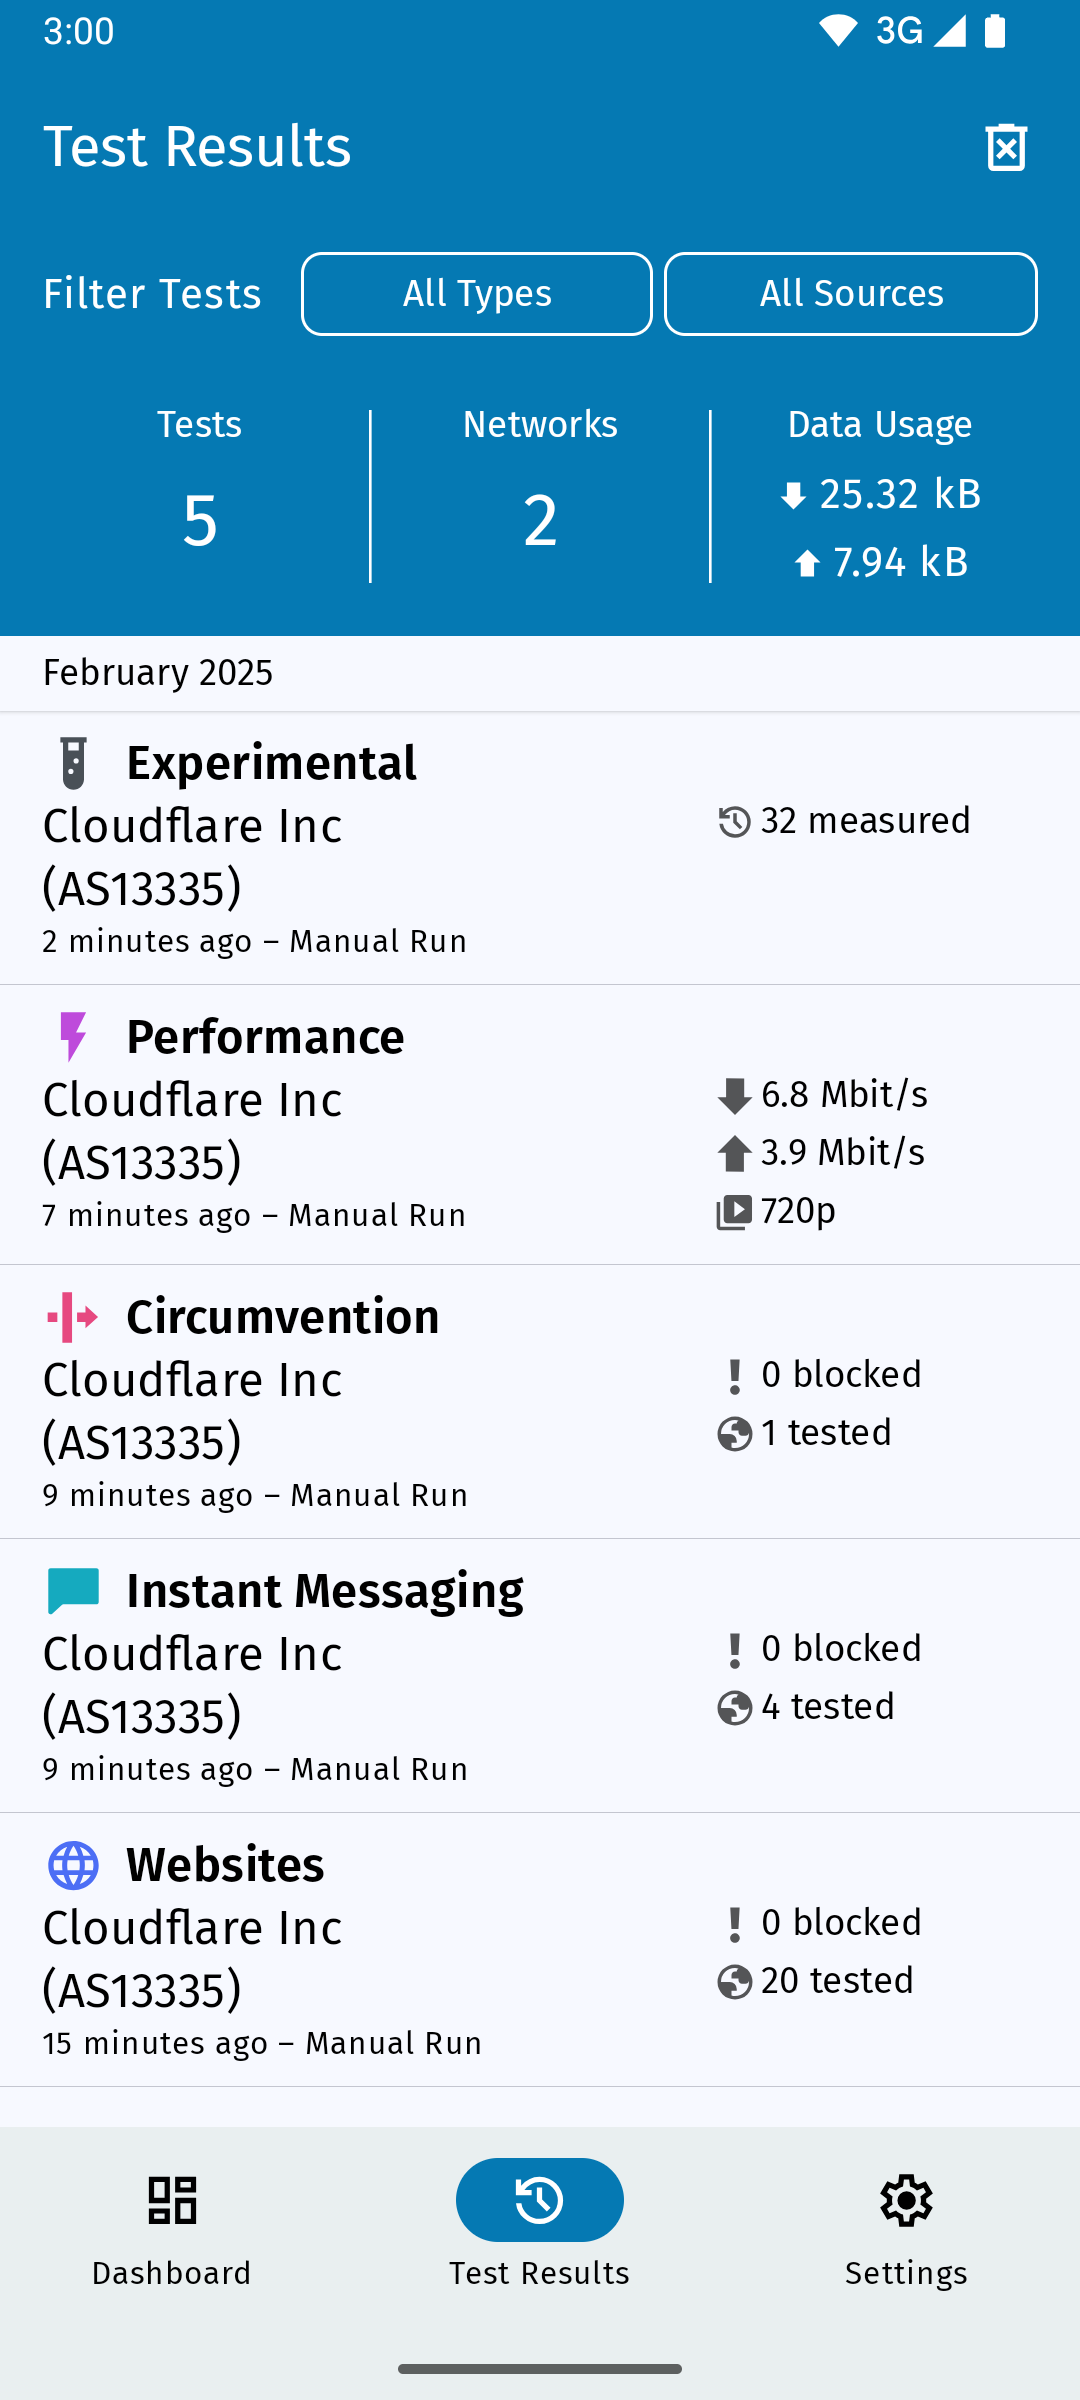 3:00
3G
Test Results
Filter Tests
All Types
All Sources
Tests
Networks
Data Usage
5
2
25.32 kB
7.94 kB
February 2025
Experimental
Cloudflare Inc
(AS13335)
32 measured
2 minutes ago – Manual Run
Performance
Cloudflare Inc
(AS13335)
6.8 Mbit/s
3.9 Mbit/s
720p
7 minutes ago – Manual Run
Circumvention
Cloudflare Inc
(AS13335)
0 blocked
1 tested
9 minutes ago – Manual Run
Instant Messaging
Cloudflare Inc
(AS13335)
0 blocked
4 tested
9 minutes ago – Manual Run
Websites
Cloudflare Inc
(AS13335)
0 blocked
20 tested
15 minutes ago – Manual Run
Dashboard
Test Results
Settings